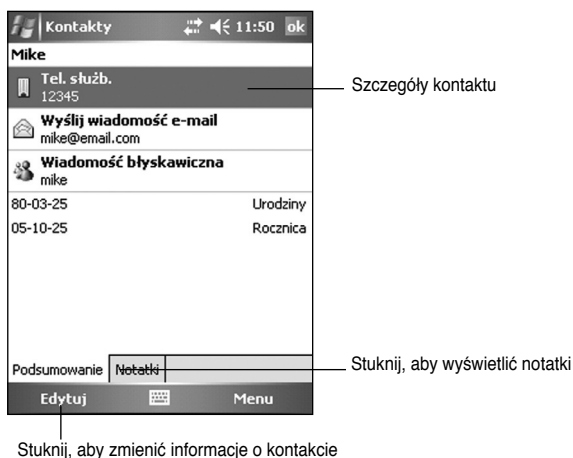 Kontakty 11:50 ok
Mike
Tel. służb.
12345
Szczegóły kontaktu
Wyślij wiadomość e-mail
mike@email.com
Wiadomość błyskawiczna
mike
80-03-25 Urodziny
05-10-25 Rocznica
Podsumowanie Notatki
Stuknij, aby wyświetlić notatki
Edytuj Menu
Stuknij, aby zmienić informacje o kontakcie